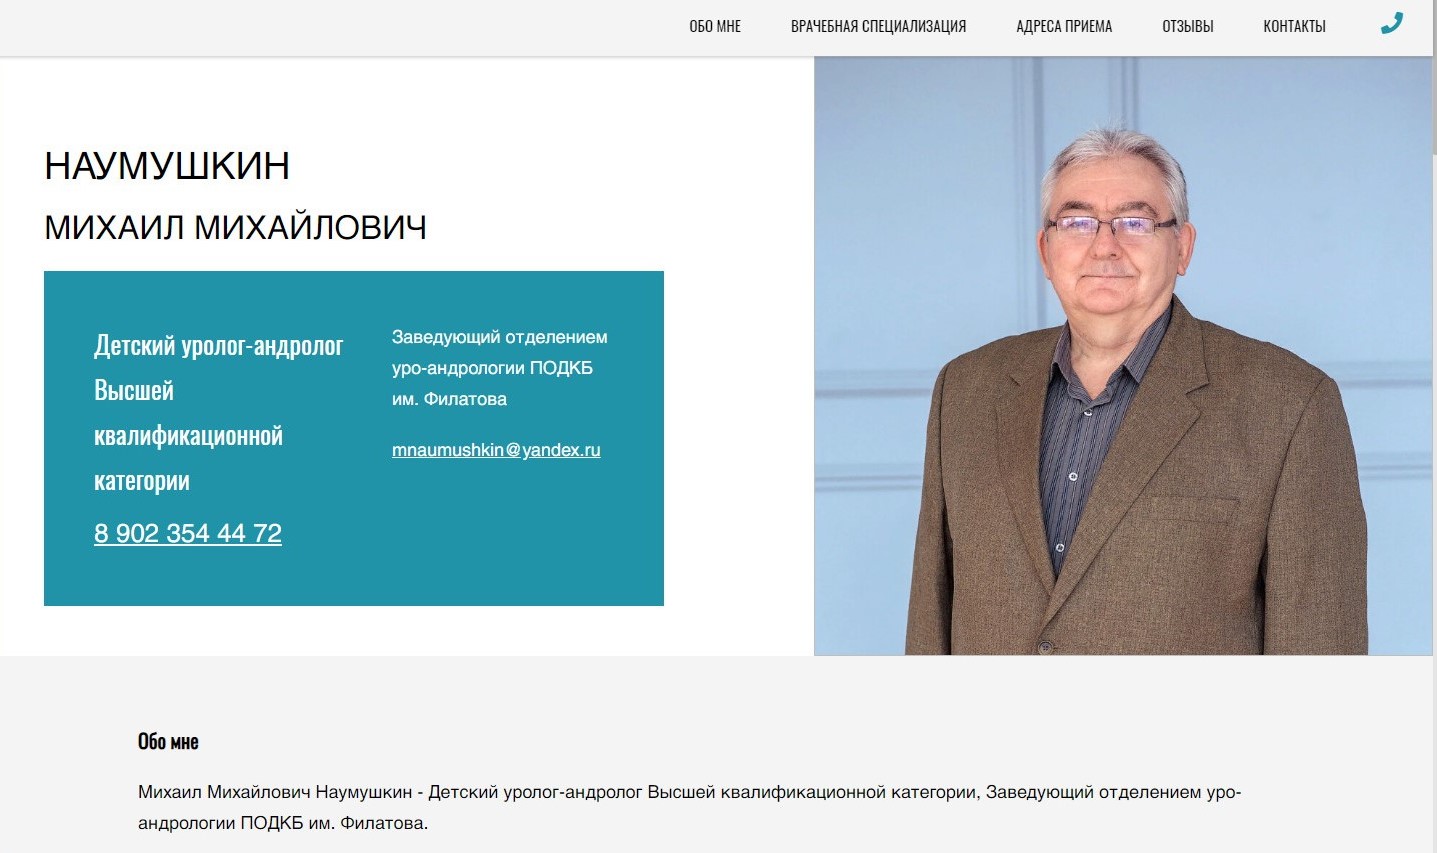 ОБО МНЕ ВРАЧЕБНАЯ СПЕЦИАЛИЗАЦИЯ АДРЕСА ПРИЕМА ОТЗЫВЫ КОНТАКТЫ
НАУМУШКИН
МИХАИЛ МИХАЙЛОВИЧ
Детский уролог-андролог
Высшей
квалификационной
категории
8 902 354 44 72
Заведующий отделением
уро-андрологии ПОДКБ
им. Филатова
mnaumushkin@yandex.ru
Обо мне
Михаил Михайлович Наумушкин - Детский уролог-андролог Высшей квалификационной категории, Заведующий отделением уро-
андрологии ПОДКБ им. Филатова.